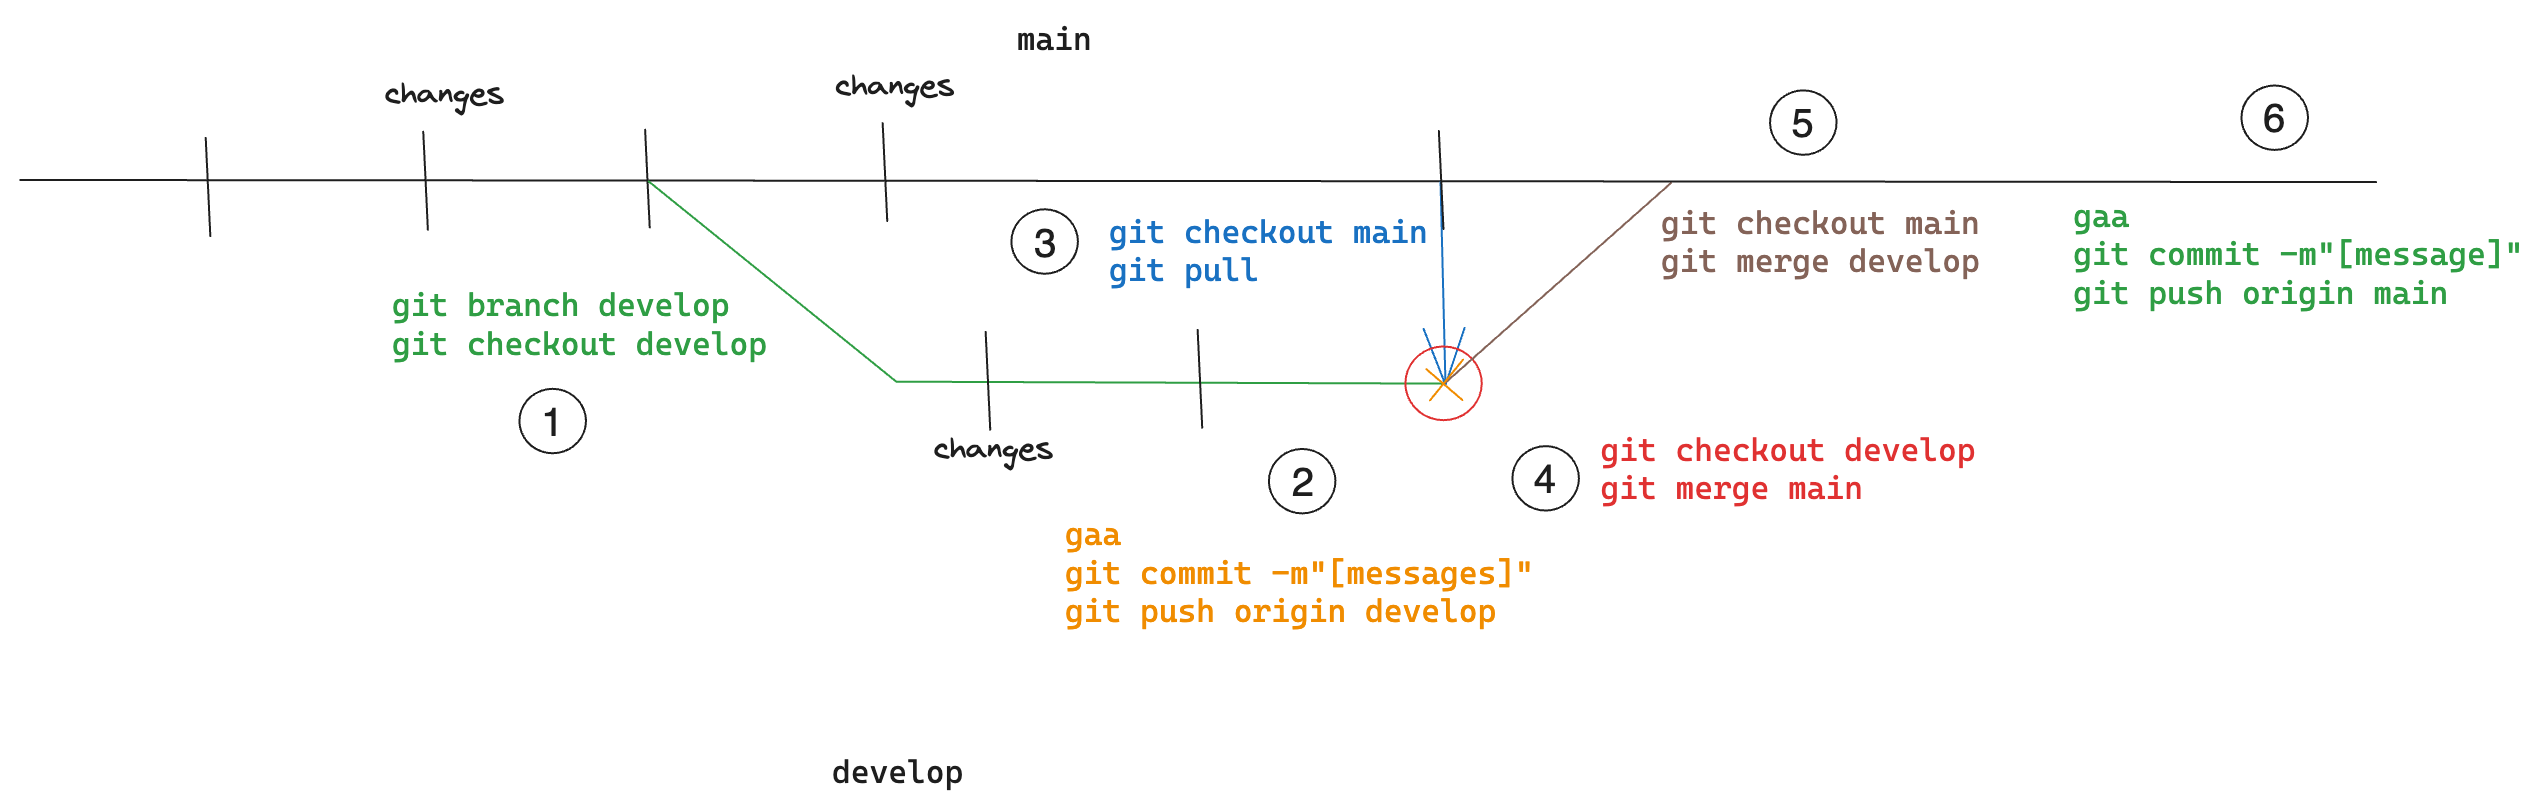 main
changes
changes
5
6
3
git checkout main
git pull
git checkout main
git merge develop
gaa
git commit -m"[message]"
git push origin main
git branch develop
git checkout develop
1
changes
2
4
git checkout develop
git merge main
gaa
git commit -m"[messages]"
git push origin develop
develop